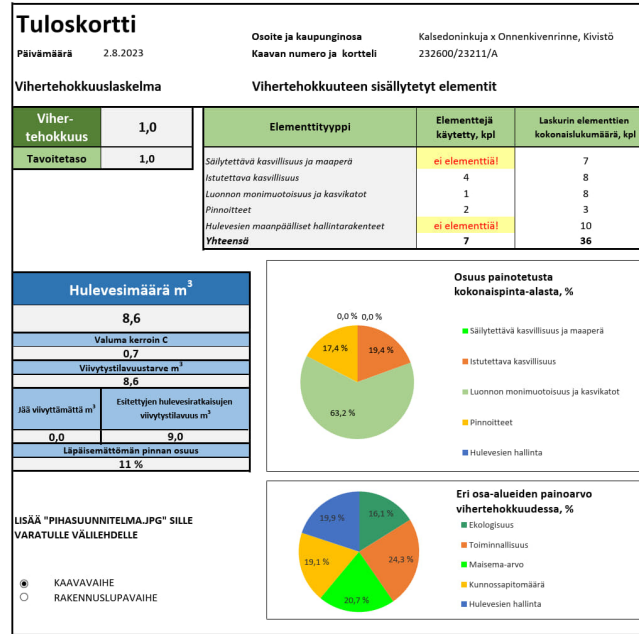 Tuloskortti
Päivämäärä 2.8.2023
Osoite ja kaupunginosa Kalsedoninkuja x Onnenkivenrinne, Kivistö
Kaavan numero ja kortteli 232600/23211/A
Vihertehokkuuslaskelma
Vihertehokkuuteen sisällytetyt elementit
Viher-
tehokkuus 1,0
Tavoitetaso 1,0
Elementtityyppi
Elementtejä
käytetty, kpl
Laskurin elementtien
kokonaislukumäärä, kpl
Säilytettävä kasvillisuus ja maaperä ei elementtiä! 7
Istutettava kasvillisuus 4 8
Luonnon monimuotoisuus ja kasvikatot 1 8
Pinnoitteet 2 3
Hulevesien maanpäälliset hallintarakenteet ei elementtiä! 10
Yhteensä 7 36
Hulevesimäärä m³
8,6
Valuma kerroin C
0,7
Viivytystilavuustarve m³
8,6
Jää viivyttämättä m³
Esitettyjen hulevesiratkaisujen
viivytystilavuus m³
0,0 9,0
Läpäisemättömän pinnan osuus
11 %
Osuus painotetusta
kokonaispinta-alasta, %
0,0 % 0,0 %
17,4 % 19,4 %
63,2 %
Säilytettävä kasvillisuus ja maaperä
Istutettava kasvillisuus
Luonnon monimuotoisuus ja kasvikatot
Pinnoitteet
Hulevesien hallinta
LISÄÄ "PIHASUUNNITELMA.JPG" SILLE
VARATULLE VÄLILEHDELLE
KAAVAVAIHE
RAKENNUSLUPAVAIHE
Eri osa-alueiden painoarvo
vihertehokkuudessa, %
19,9 % 16,1 %
19,1 % 24,3 %
20,7 %
Ekologisuus
Toiminnallisuus
Maisema-arvo
Kunnossapitomäärä
Hulevesien hallinta